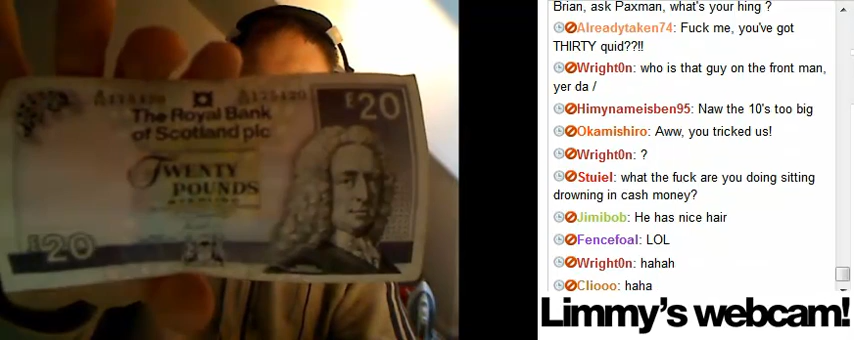 £20
The Royal Bank
of Scotland plc
TWENTY
POUNDS
STERLING
£20
Brian, ask Paxman, what's your hing ?
Alreadytaken74: Fuck me, you've got
THIRTY quid??!!
Wright0n: who is that guy on the front man,
yer da /
Himynameisben95: Naw the 10's too big
Okamishiro: Aww, you tricked us!
Wright0n: ?
Stuiel: what the fuck are you doing sitting
drowning in cash money?
Jimibob: He has nice hair
Fencefoal: LOL
Wright0n: hahah
Cliooo: haha
Limmy's webcam!